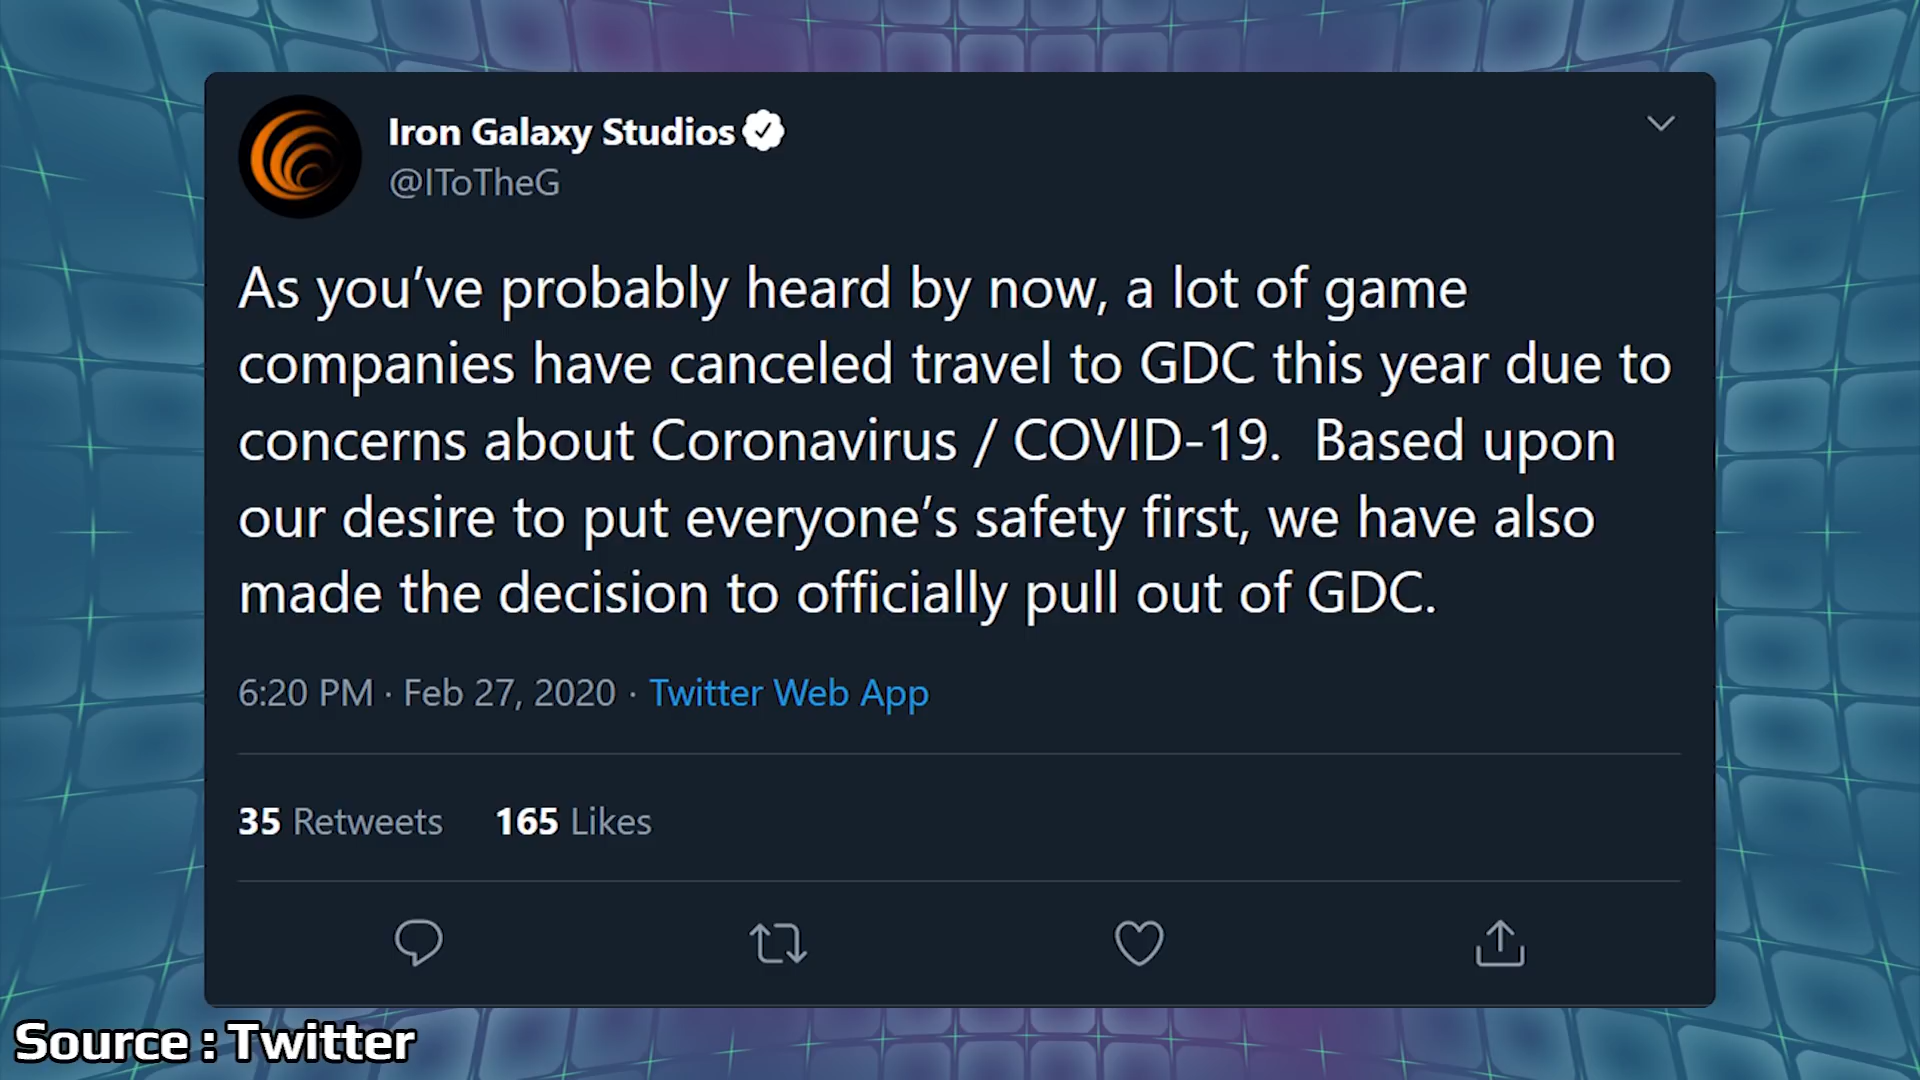 Iron Galaxy Studios
@IToTheG
As you’ve probably heard by now, a lot of game
companies have canceled travel to GDC this year due to
concerns about Coronavirus / COVID-19.  Based upon
our desire to put everyone’s safety first, we have also
made the decision to officially pull out of GDC.
6:20 PM · Feb 27, 2020 · Twitter Web App
35 Retweets 165 Likes
Source : Twitter